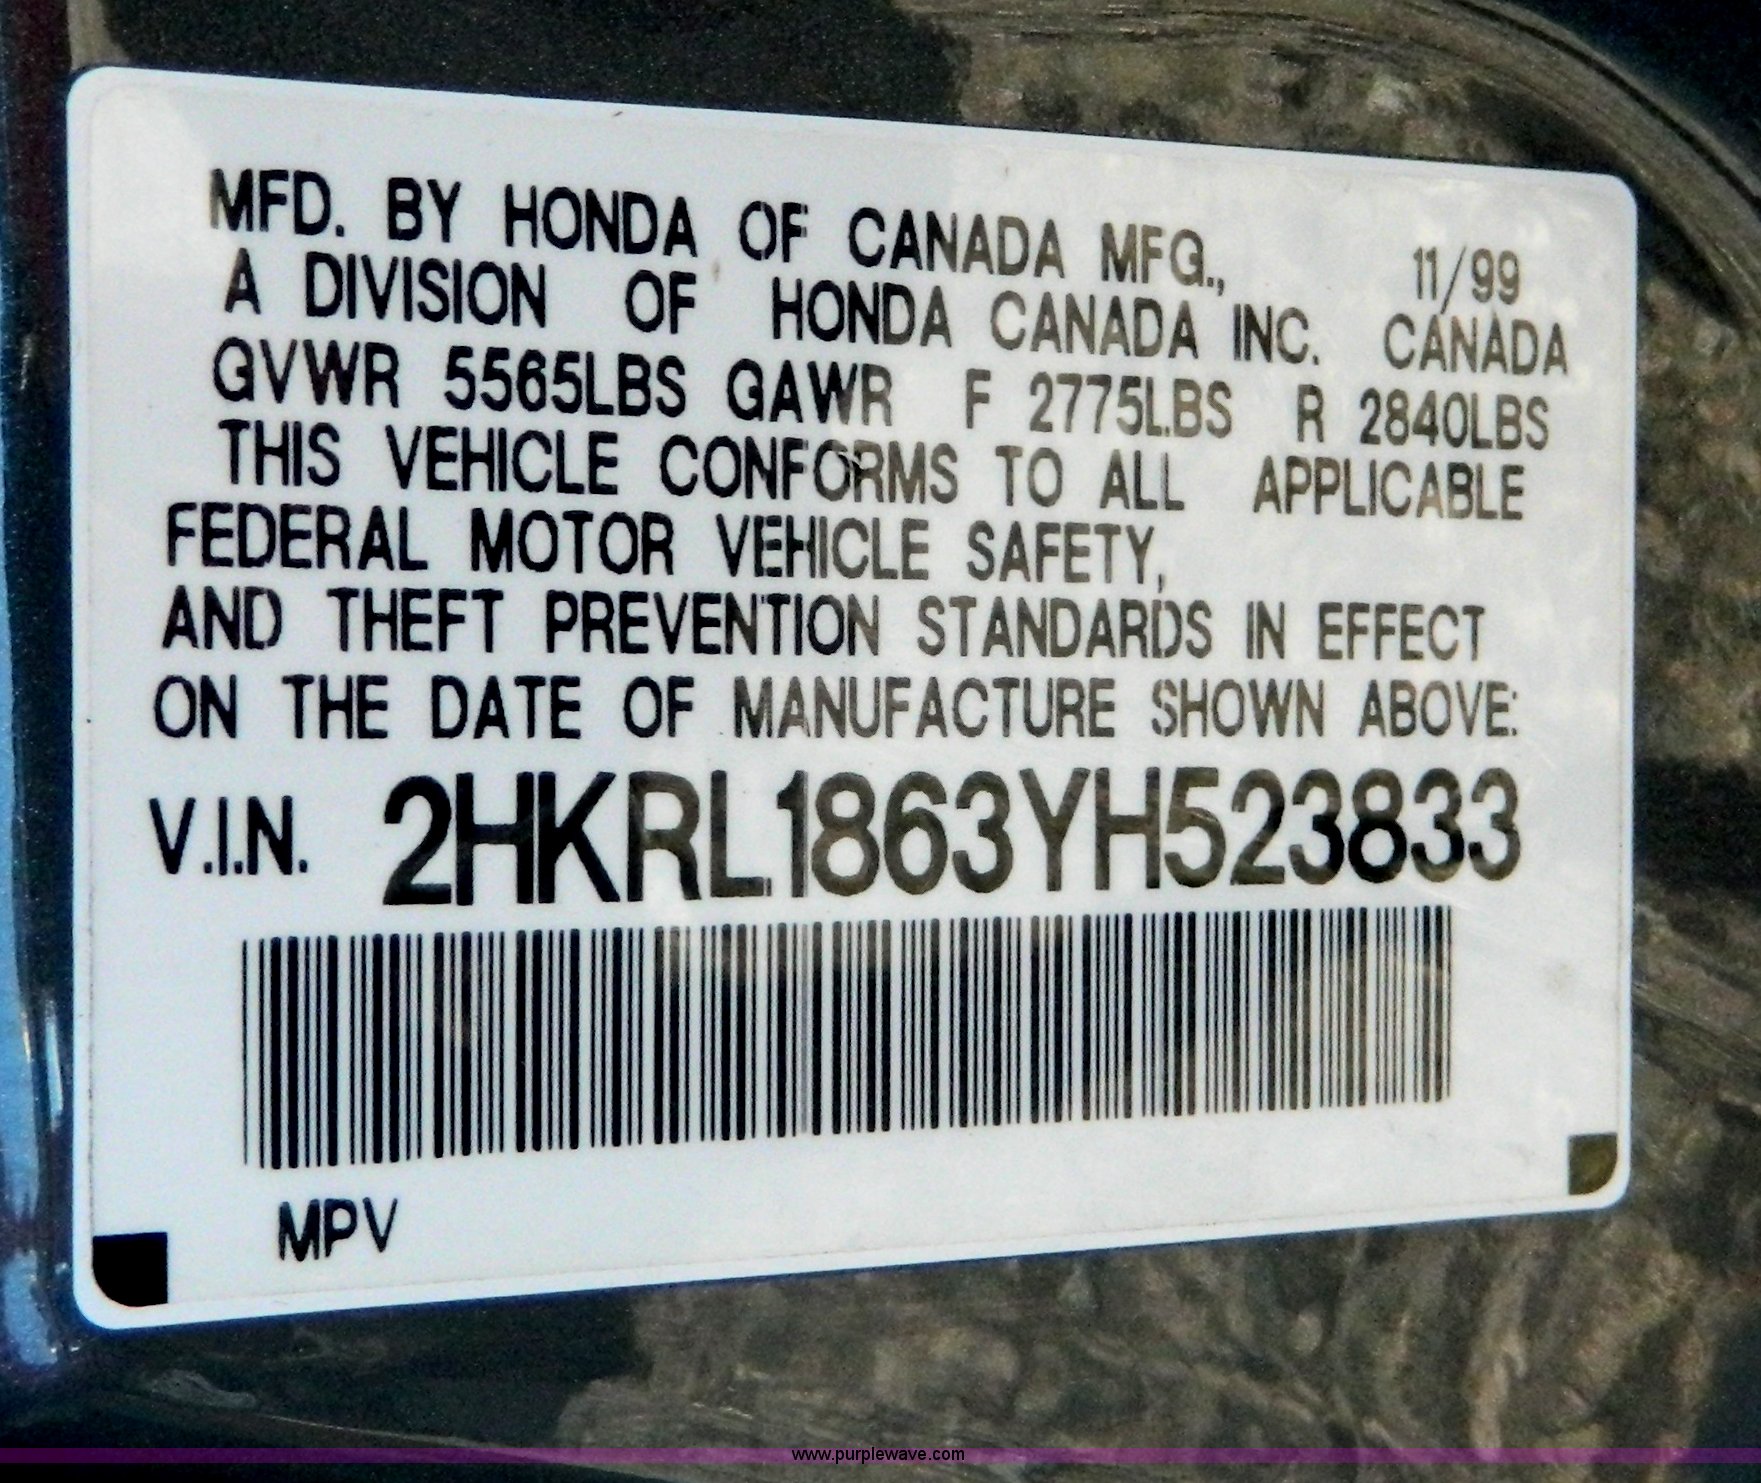 MFD. BY HONDA OF CANADA MFG., 11/99
A DIVISION OF HONDA CANADA INC. CANADA
GVWR 5565LBS GAWR F 2775LBS R 2840LBS
THIS VEHICLE CONFORMS TO ALL APPLICABLE
FEDERAL MOTOR VEHICLE SAFETY,
AND THEFT PREVENTION STANDARDS IN EFFECT
ON THE DATE OF MANUFACTURE SHOWN ABOVE:
V.I.N. 2HKRL1863YH523833
MPV
www.purplewave.com